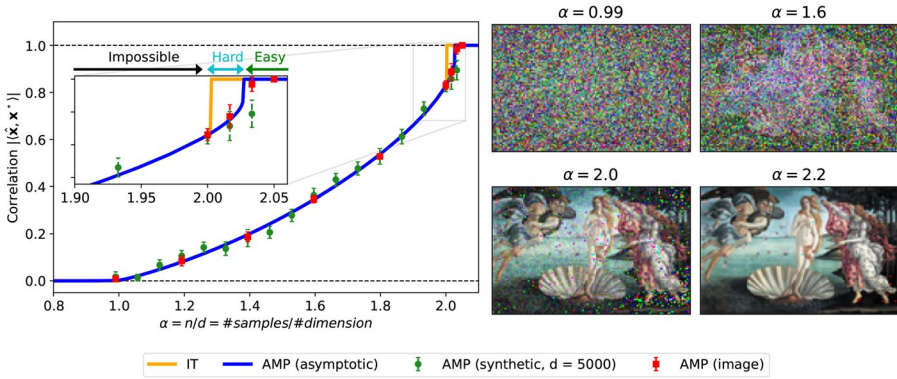 α = 0.99
α = 1.6
1.0
0.8
0.6
0.4
0.2
0.0
Correlation |⟨x̂, x*⟩|
Impossible
Hard
Easy
1.90
1.95
2.00
2.05
0.8
1.0
1.2
1.4
1.6
1.8
2.0
α = n/d = #samples/#dimension
α = 2.0
α = 2.2
IT
AMP (asymptotic)
AMP (synthetic, d = 5000)
AMP (image)